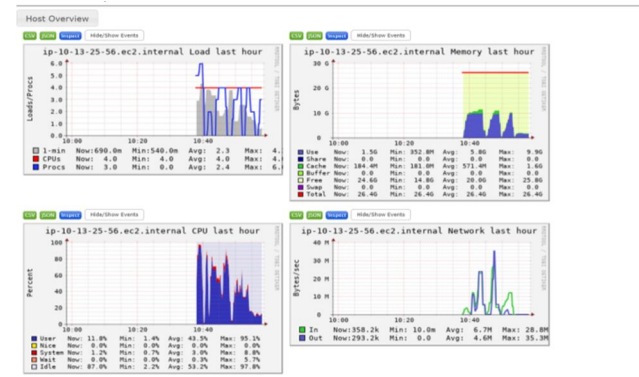 Host Overview
CSV JSON Inspect Hide/Show Events
ip-10-13-25-56.ec2.internal Load last hour
Loads/Procs
6.0
5.0
4.0
3.0
2.0
1.0
0.0
10:00 10:20 10:40
1-min Now:690.0m Min:540.0m Avg: 2.3 Max: 4.
CPUs Now: 4.0 Min: 4.0 Avg: 4.0 Max: 4.
Procs Now: 3.0 Min: 0.0 Avg: 2.4 Max: 6.
CSV JSON Inspect Hide/Show Events
ip-10-13-25-56.ec2.internal Memory last hour
Bytes
30 G
20 G
10 G
0
10:00 10:20 10:40
Use Now: 1.5G Min: 352.8M Avg: 5.8G Max: 9.9G
Share Now: 0.0 Min: 0.0 Avg: 0.0 Max: 0.0
Cache Now: 184.4M Min: 181.0M Avg: 571.4M Max: 1.6G
Buffer Now: 0.0 Min: 0.0 Avg: 0.0 Max: 0.0
Free Now: 24.6G Min: 14.8G Avg: 20.0G Max: 25.8G
Swap Now: 0.0 Min: 0.0 Avg: 0.0 Max: 0.0
Total Now: 26.4G Min: 26.4G Avg: 26.4G Max: 26.4G
CSV JSON Inspect Hide/Show Events
ip-10-13-25-56.ec2.internal CPU last hour
Percent
100
80
60
40
20
0
10:00 10:20 10:40
User Now: 11.8% Min: 1.4% Avg: 43.5% Max: 95.1%
Nice Now: 0.0% Min: 0.0% Avg: 0.0% Max: 0.0%
System Now: 1.2% Min: 0.7% Avg: 3.0% Max: 8.8%
Wait Now: 0.0% Min: 0.0% Avg: 0.3% Max: 5.7%
Idle Now: 87.0% Min: 2.2% Avg: 53.2% Max: 97.8%
CSV JSON Inspect Hide/Show Events
ip-10-13-25-56.ec2.internal Network last hour
Bytes/sec
40 M
30 M
20 M
10 M
0
10:00 10:20 10:40
In Now:358.2k Min: 10.0m Avg: 6.7M Max: 28.8M
Out Now:293.2k Min: 0.0 Avg: 4.6M Max: 35.3M